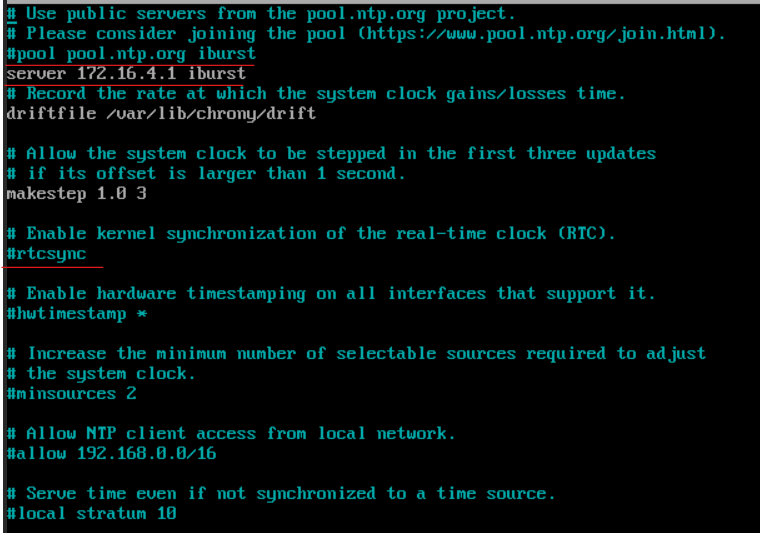 # Use public servers from the pool.ntp.org project.
# Please consider joining the pool (https://www.pool.ntp.org/join.html).
#pool pool.ntp.org iburst
server 172.16.4.1 iburst
# Record the rate at which the system clock gains/losses time.
driftfile /var/lib/chrony/drift
# Allow the system clock to be stepped in the first three updates
# if its offset is larger than 1 second.
makestep 1.0 3
# Enable kernel synchronization of the real-time clock (RTC).
#rtcsync
# Enable hardware timestamping on all interfaces that support it.
#hwtimestamp *
# Increase the minimum number of selectable sources required to adjust
# the system clock.
#minsources 2
# Allow NTP client access from local network.
#allow 192.168.0.0/16
# Serve time even if not synchronized to a time source.
#local stratum 10